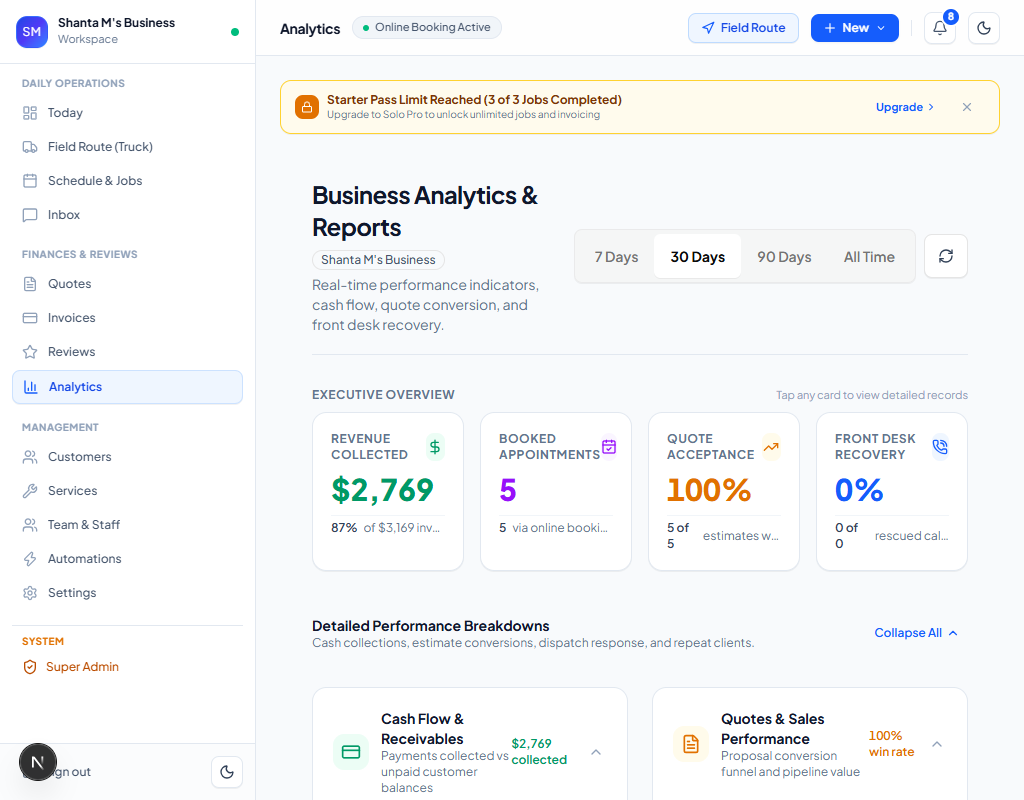 SM
Shanta M's Business
Workspace
DAILY OPERATIONS
Today
Field Route (Truck)
Schedule & Jobs
Inbox
FINANCES & REVIEWS
Quotes
Invoices
Reviews
Analytics
MANAGEMENT
Customers
Services
Team & Staff
Automations
Settings
SYSTEM
Super Admin
N
gn out
Analytics
Online Booking Active
Field Route
New
8
Starter Pass Limit Reached (3 of 3 Jobs Completed)
Upgrade to Solo Pro to unlock unlimited jobs and invoicing
Upgrade
Business Analytics &
Reports
Shanta M's Business
Real-time performance indicators,
cash flow, quote conversion, and
front desk recovery.
7 Days
30 Days
90 Days
All Time
EXECUTIVE OVERVIEW
Tap any card to view detailed records
REVENUE
COLLECTED
$2,769
87% of $3,169 inv...
BOOKED
APPOINTMENTS
5
5 via online booki...
QUOTE
ACCEPTANCE
100%
5 of
5
estimates w...
FRONT DESK
RECOVERY
0%
0 of
0
rescued cal...
Detailed Performance Breakdowns
Cash collections, estimate conversions, dispatch response, and repeat clients.
Collapse All
Cash Flow &
Receivables
Payments collected vs
unpaid customer
balances
$2,769
collected
Quotes & Sales
Performance
Proposal conversion
funnel and pipeline value
100%
win rate